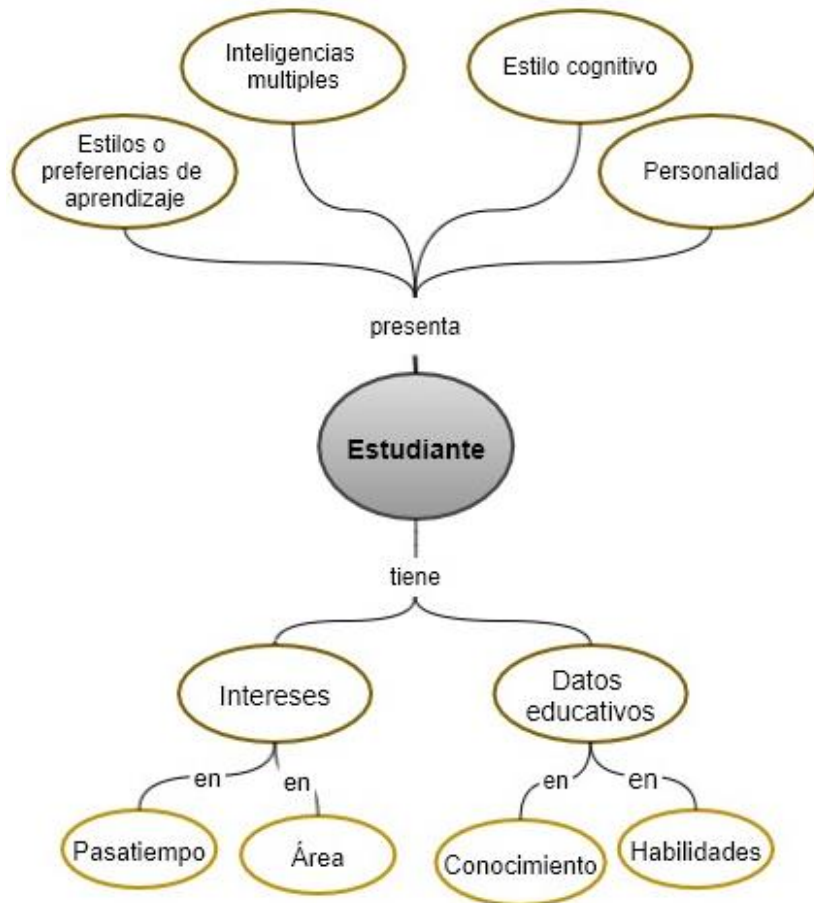 Inteligencias
multiples
Estilo cognitivo
Estilos o
preferencias de
aprendizaje
Personalidad
presenta
Estudiante
tiene
Intereses
Datos
educativos
en
en
en
en
Pasatiempo
Área
Conocimiento
Habilidades